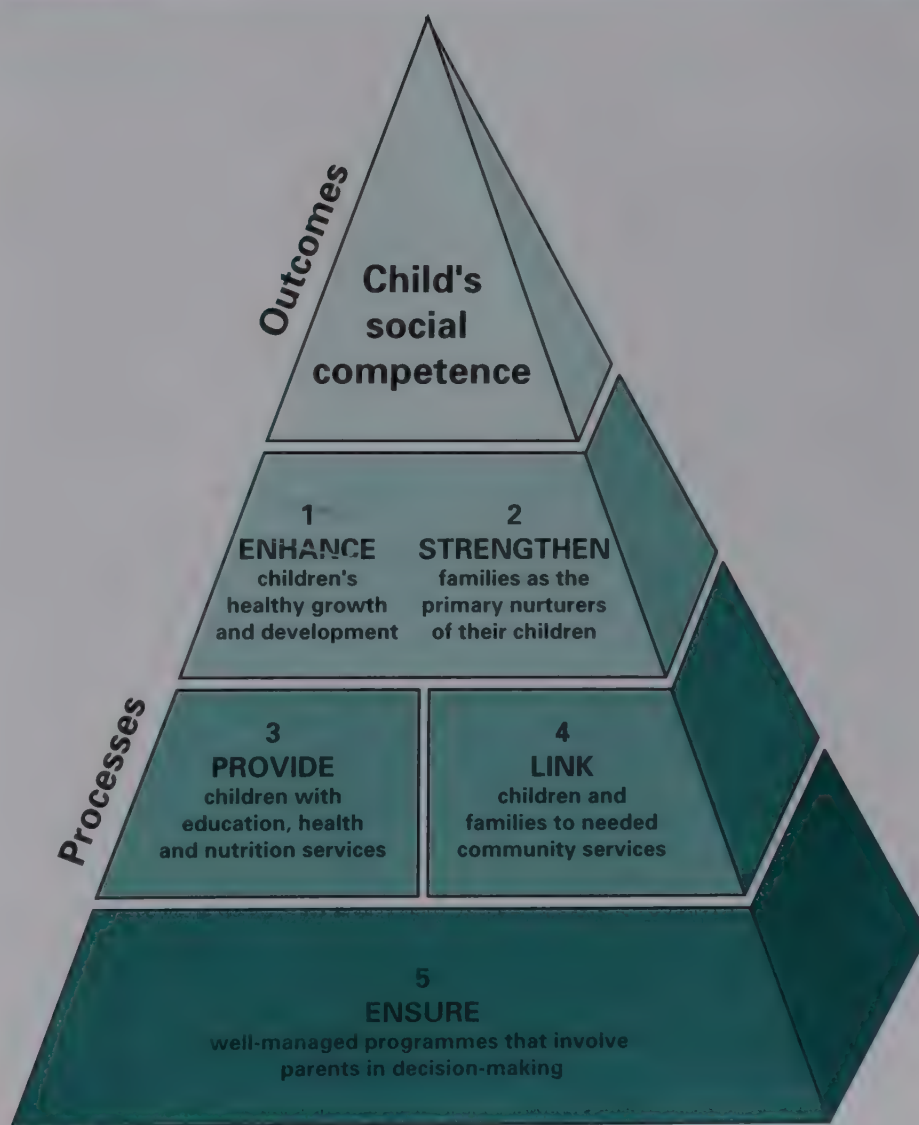 Outcomes
Child's
social
competence
Processes
1
ENHANCE
children's
healthy growth
and development
2
STRENGTHEN
families as the
primary nurturers
of their children
3
PROVIDE
children with
education, health
and nutrition services
4
LINK
children and
families to needed
community services
5
ENSURE
well-managed programmes that involve
parents in decision-making